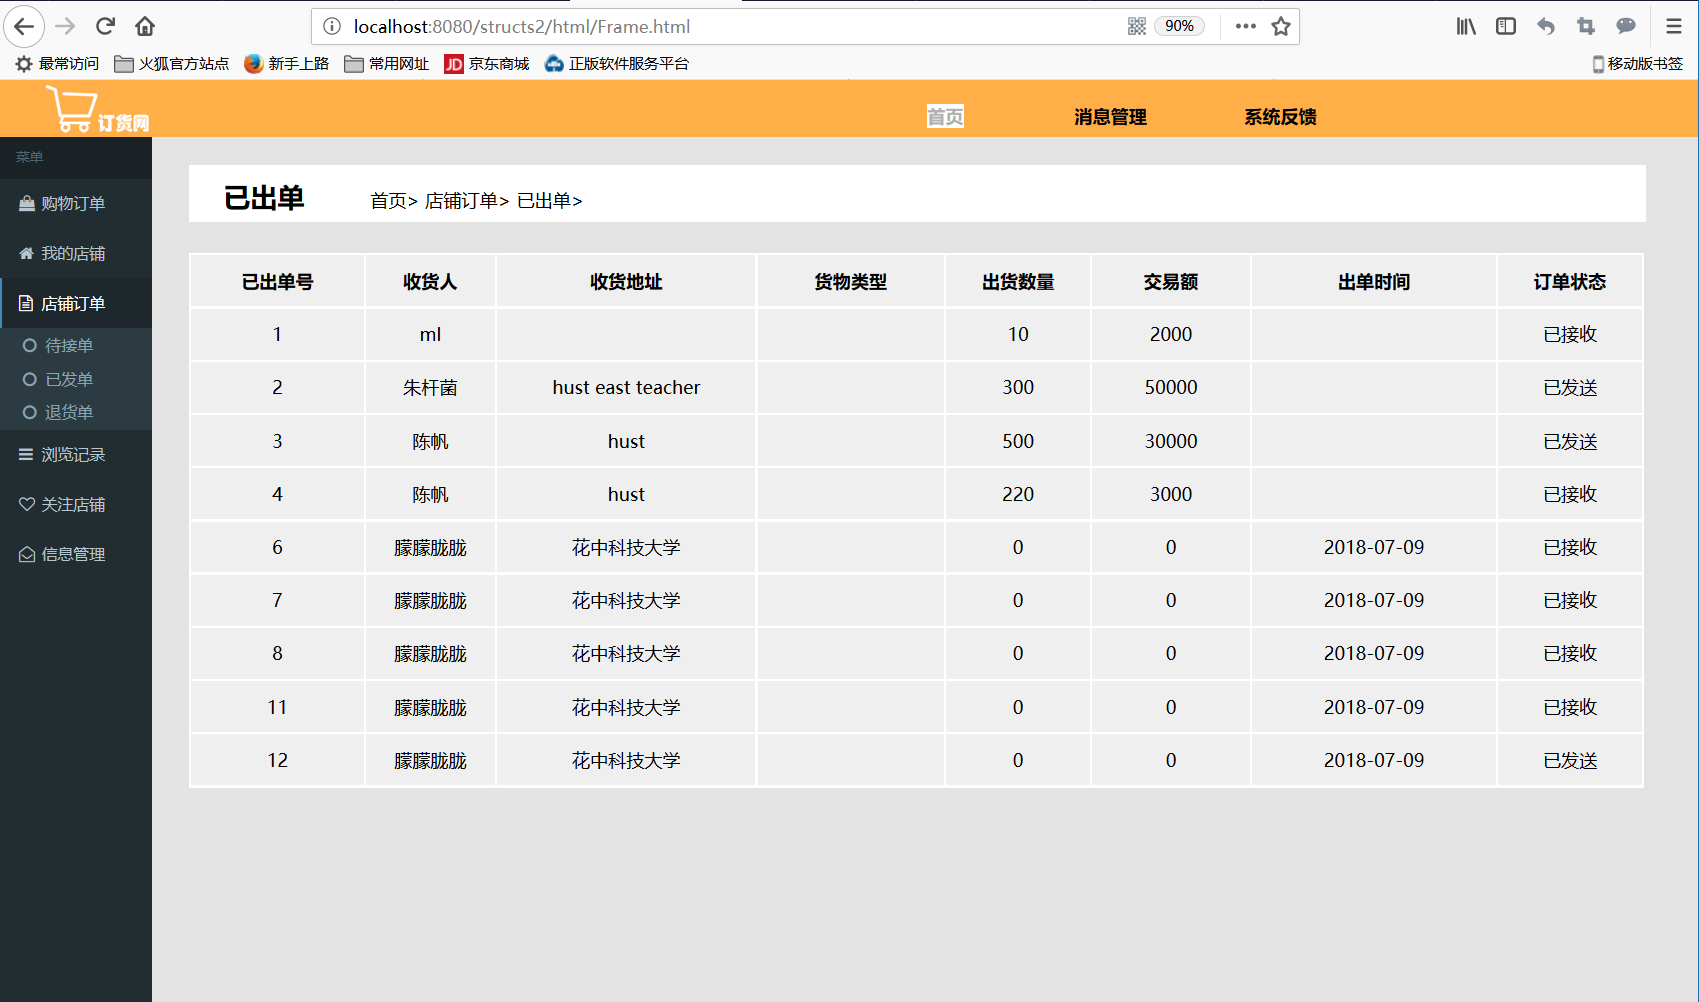 localhost:8080/structs2/html/Frame.html 90%
最常访问 火狐官方站点 新手上路 常用网址 JD 京东商城 正版软件服务平台 移动版书签
订货网 首页 消息管理 系统反馈
菜单
购物订单
我的店铺
店铺订单
待接单
已发单
退货单
浏览记录
关注店铺
信息管理
已出单 首页> 店铺订单> 已出单>
已出单号 收货人 收货地址 货物类型 出货数量 交易额 出单时间 订单状态
1 ml 10 2000 已接收
2 朱杆菌 hust east teacher 300 50000 已发送
3 陈帆 hust 500 30000 已发送
4 陈帆 hust 220 3000 已接收
6 朦朦胧胧 花中科技大学 0 0 2018-07-09 已接收
7 朦朦胧胧 花中科技大学 0 0 2018-07-09 已接收
8 朦朦胧胧 花中科技大学 0 0 2018-07-09 已接收
11 朦朦胧胧 花中科技大学 0 0 2018-07-09 已接收
12 朦朦胧胧 花中科技大学 0 0 2018-07-09 已发送